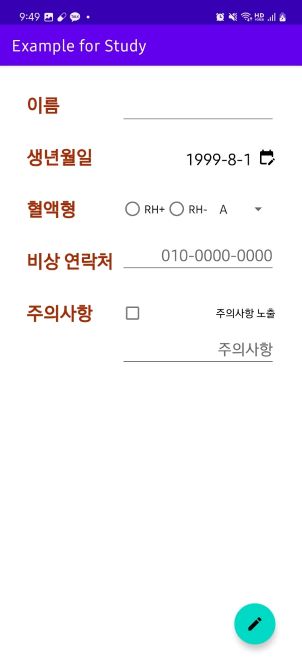 9:49
Example for Study
이름
생년월일 1999-8-1
혈액형 RH+ RH- A
비상 연락처 010-0000-0000
주의사항 주의사항 노출
주의사항